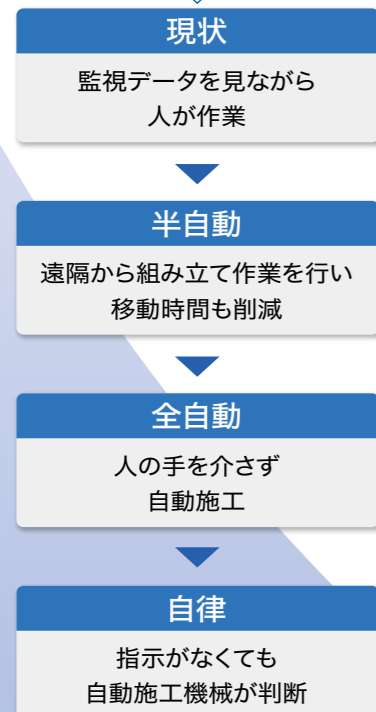 現状
監視データを見ながら
人が作業
半自動
遠隔から組み立て作業を行い
移動時間も削減
全自動
人の手を介さず
自動施工
自律
指示がなくても
自動施工機械が判断